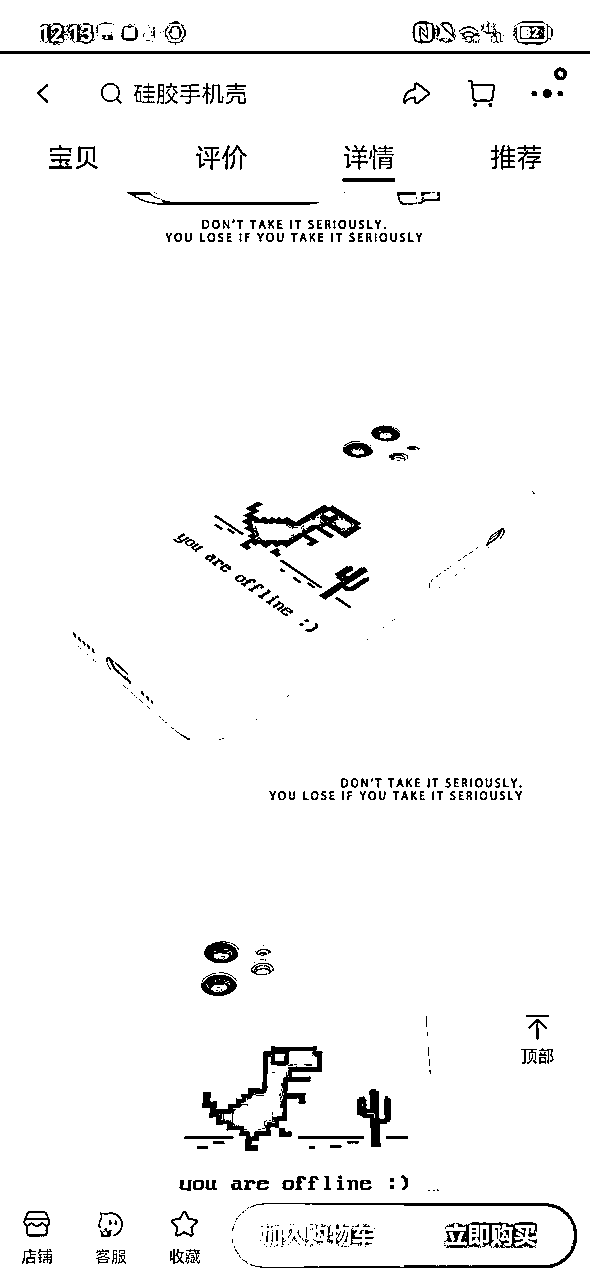 12:13
32
硅胶手机壳
宝贝 评价 详情 推荐
DON'T TAKE IT SERIOUSLY.
YOU LOSE IF YOU TAKE IT SERIOUSLY
you are offline :)
DON'T TAKE IT SERIOUSLY.
YOU LOSE IF YOU TAKE IT SERIOUSLY
顶部
you are offline :)
店铺 客服 收藏 加入购物车 立即购买